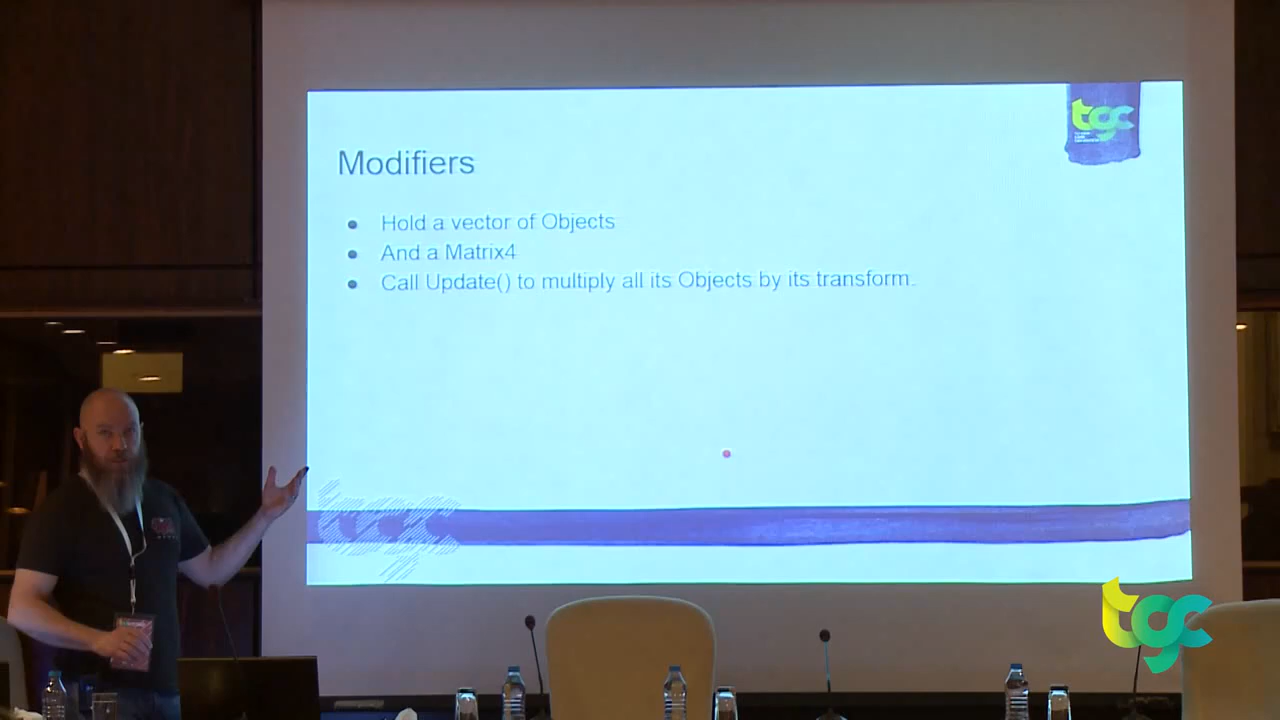 tgc
Modifiers
Hold a vector of Objects
And a Matrix4
Call Update() to multiply all its Objects by its transform.
tgc